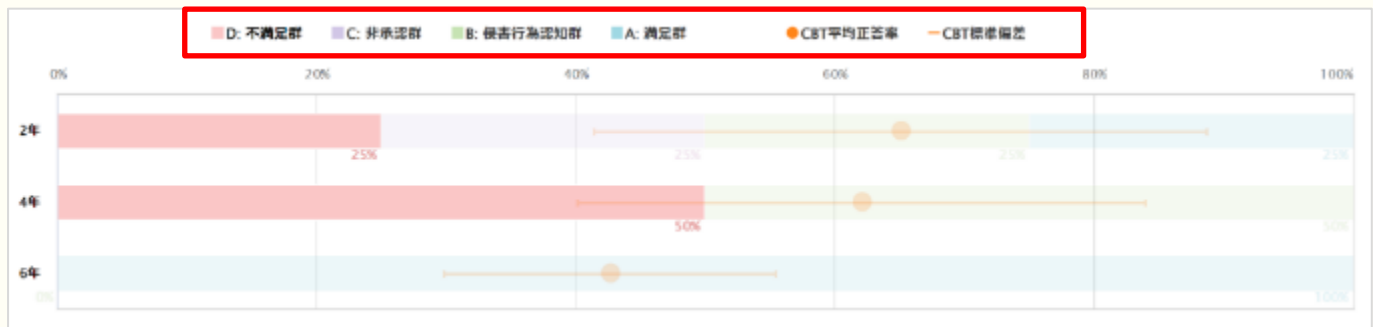 D: 不満足群 C: 非承認群 B: 侵害行為認知群 A: 満足群 CBT平均正答率 CBT標準偏差
0% 20% 40% 60% 80% 100%
2年
25% 25% 25% 25%
4年
50% 50%
6年
0% 100%